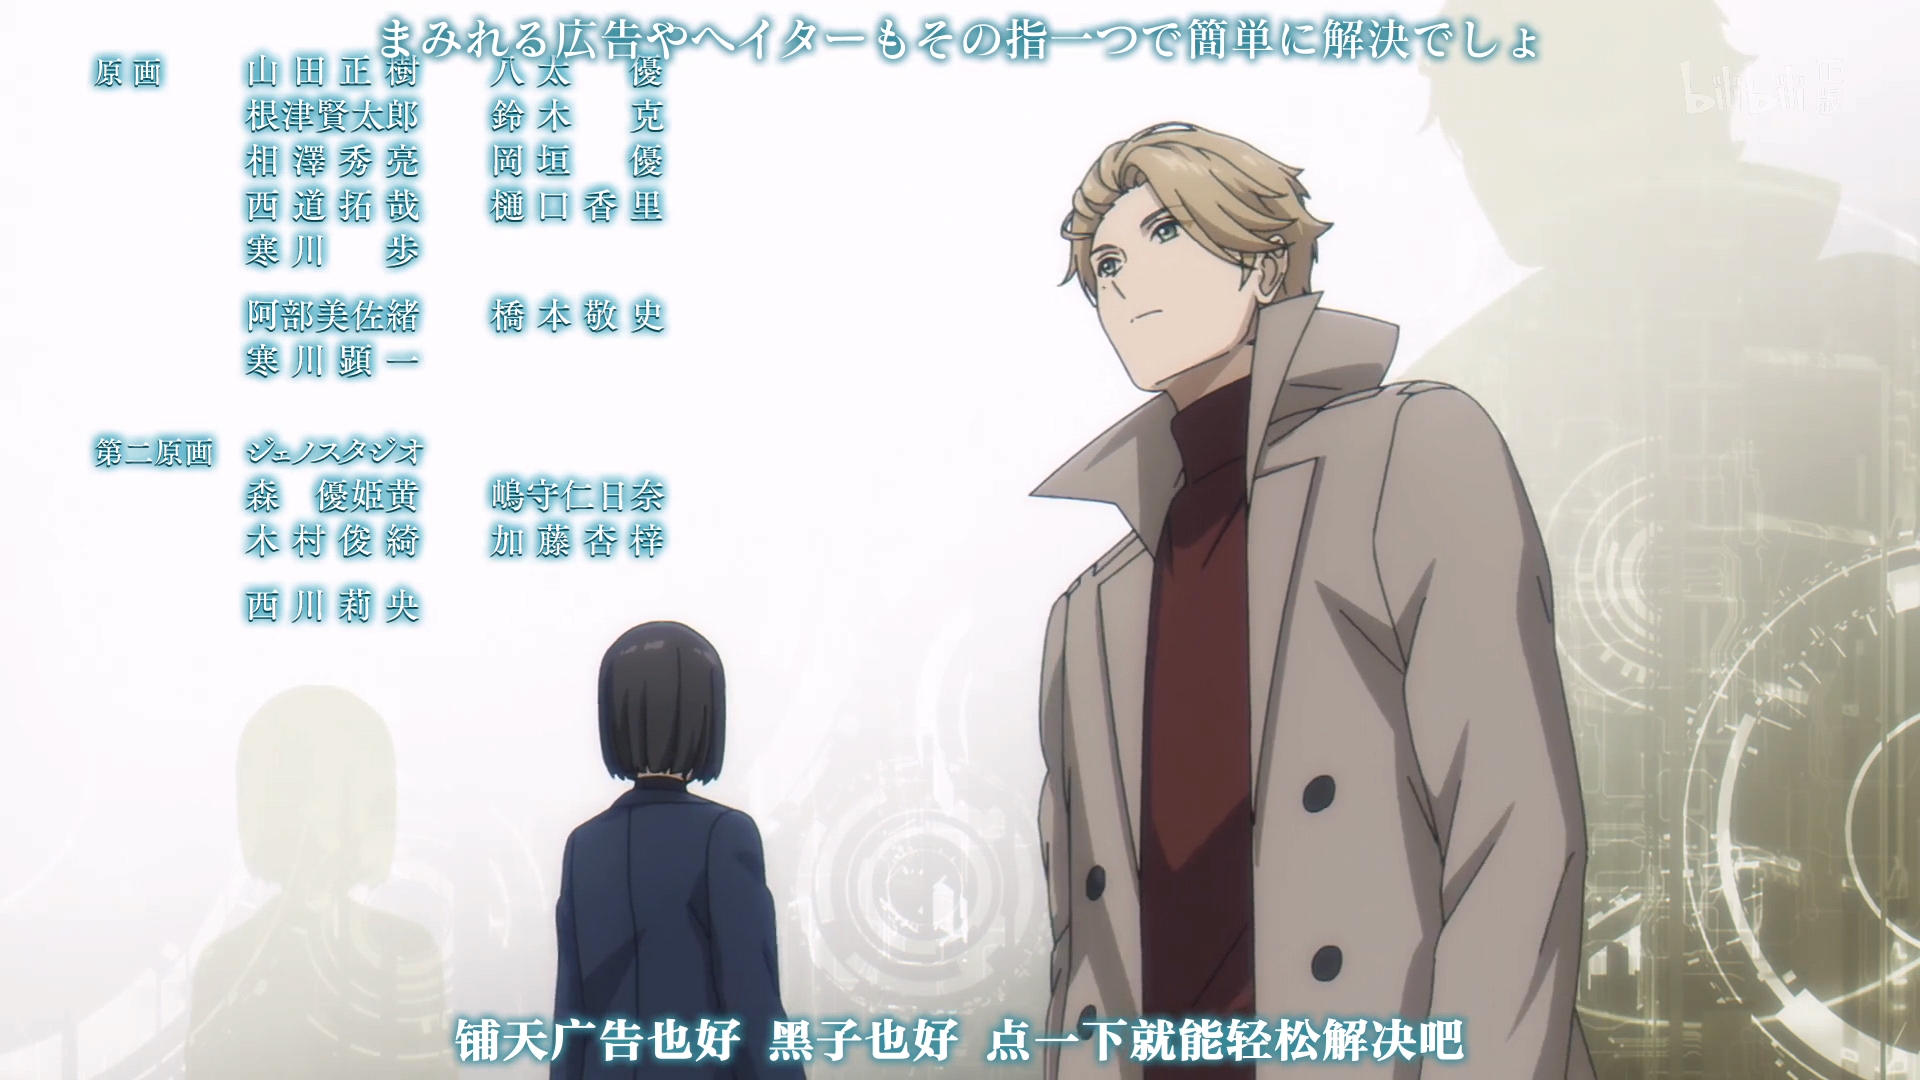 まみれる広告やヘイターもその指一つで簡単に解決でしょ
bilibili 正版
原画 山田正樹 八太 優
根津賢太郎 鈴木 克
相澤秀亮 岡垣 優
西道拓哉 樋口香里
寒川 歩
阿部美佐緒 橋本敬史
寒川顕一
第二原画 ジェノスタジオ
森 優姫黄 嶋守仁日奈
木村俊綺 加藤杏梓
西川莉央
铺天广告也好 黑子也好 点一下就能轻松解决吧